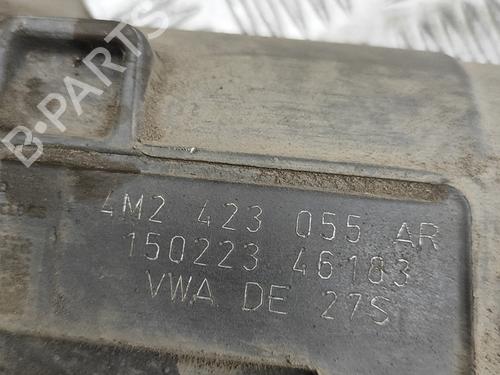 B-PARTS
4M2 423 055 AR
150223 46183
VWA DE 27S